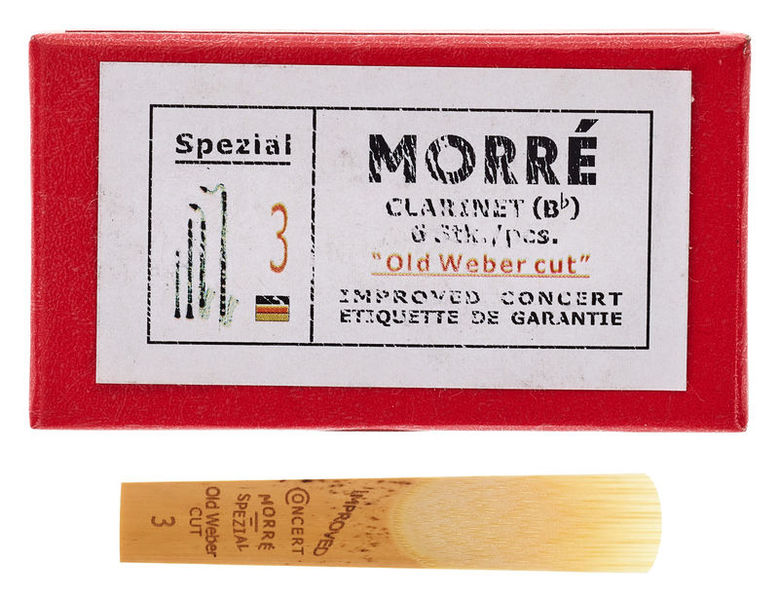 Spezial
3
MORRÉ
CLARINET (B♭)
6 Stk./pcs.
"Old Weber cut"
IMPROVED CONCERT
ETIQUETTE DE GARANTIE
IMPROVED
CONCERT
MORRÉ
SPEZIAL
Old Weber
CUT
3